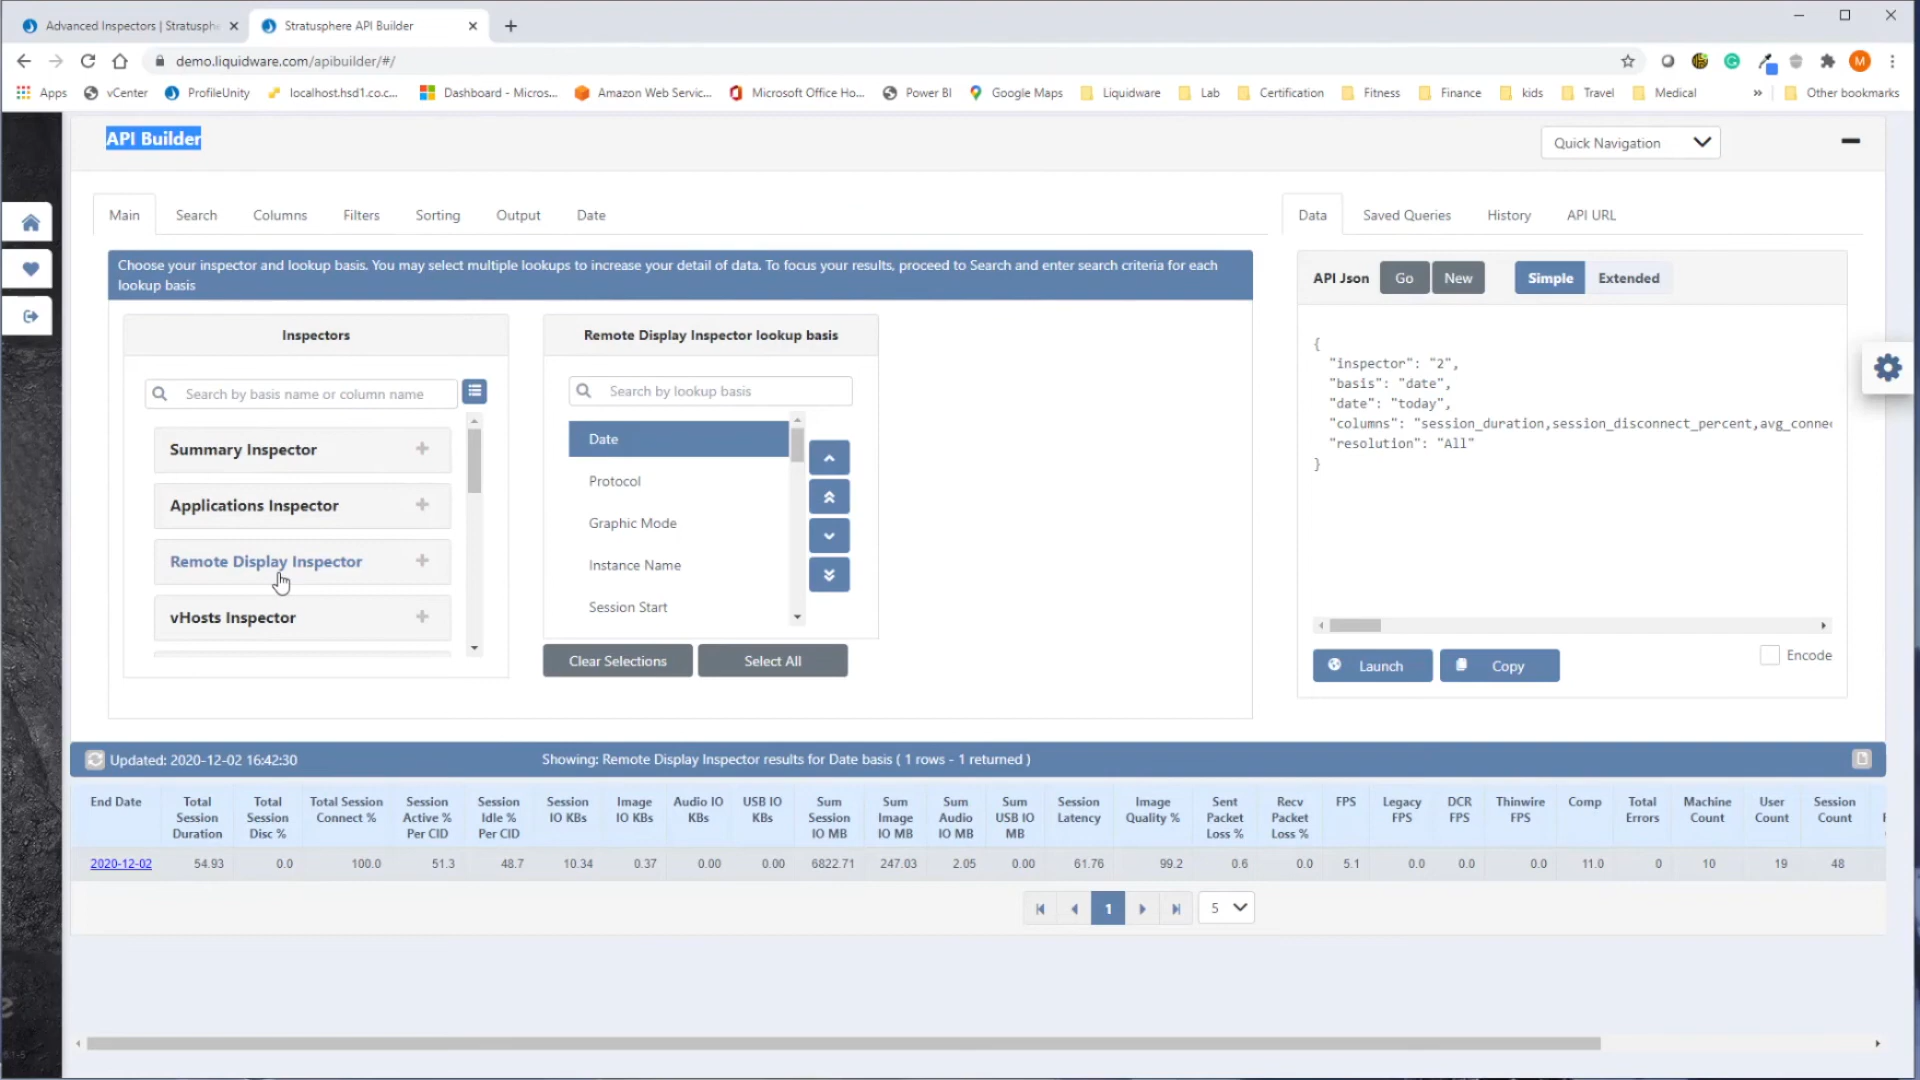 Advanced Inspectors | Stratusphe
Stratusphere API Builder
demo.liquidware.com/apibuilder/#/
M
Apps
vCenter
ProfileUnity
localhost.hsd1.co.c...
Dashboard - Micros...
Amazon Web Servic...
Microsoft Office Ho...
Power BI
Google Maps
Liquidware
Lab
Certification
Fitness
Finance
kids
Travel
Medical
»
Other bookmarks
API Builder
Quick Navigation
Main
Search
Columns
Filters
Sorting
Output
Date
Data
Saved Queries
History
API URL
Choose your inspector and lookup basis. You may select multiple lookups to increase your detail of data. To focus your results, proceed to Search and enter search criteria for each
lookup basis
Inspectors
Search by basis name or column name
Summary Inspector +
Applications Inspector +
Remote Display Inspector +
vHosts Inspector +
Remote Display Inspector lookup basis
Search by lookup basis
Date
Protocol
Graphic Mode
Instance Name
Session Start
Clear Selections
Select All
API Json
Go
New
Simple
Extended
{
"inspector": "2",
"basis": "date",
"date": "today",
"columns": "session_duration,session_disconnect_percent,avg_conne
"resolution": "All"
}
Launch
Copy
Encode
Updated: 2020-12-02 16:42:30
Showing: Remote Display Inspector results for Date basis ( 1 rows - 1 returned )
End Date
Total Session Duration
Total Session Disc %
Total Session Connect %
Session Active % Per CID
Session Idle % Per CID
Session IO KBs
Image IO KBs
Audio IO KBs
USB IO KBs
Sum Session IO MB
Sum Image IO MB
Sum Audio IO MB
Sum USB IO MB
Session Latency
Image Quality %
Sent Packet Loss %
Recv Packet Loss %
FPS
Legacy FPS
DCR FPS
Thinwire FPS
Comp
Total Errors
Machine Count
User Count
Session Count
2020-12-02 54.93 0.0 100.0 51.3 48.7 10.34 0.37 0.00 0.00 6822.71 247.03 2.05 0.00 61.76 99.2 0.6 0.0 5.1 0.0 0.0 0.0 11.0 0 10 19 48
1
5